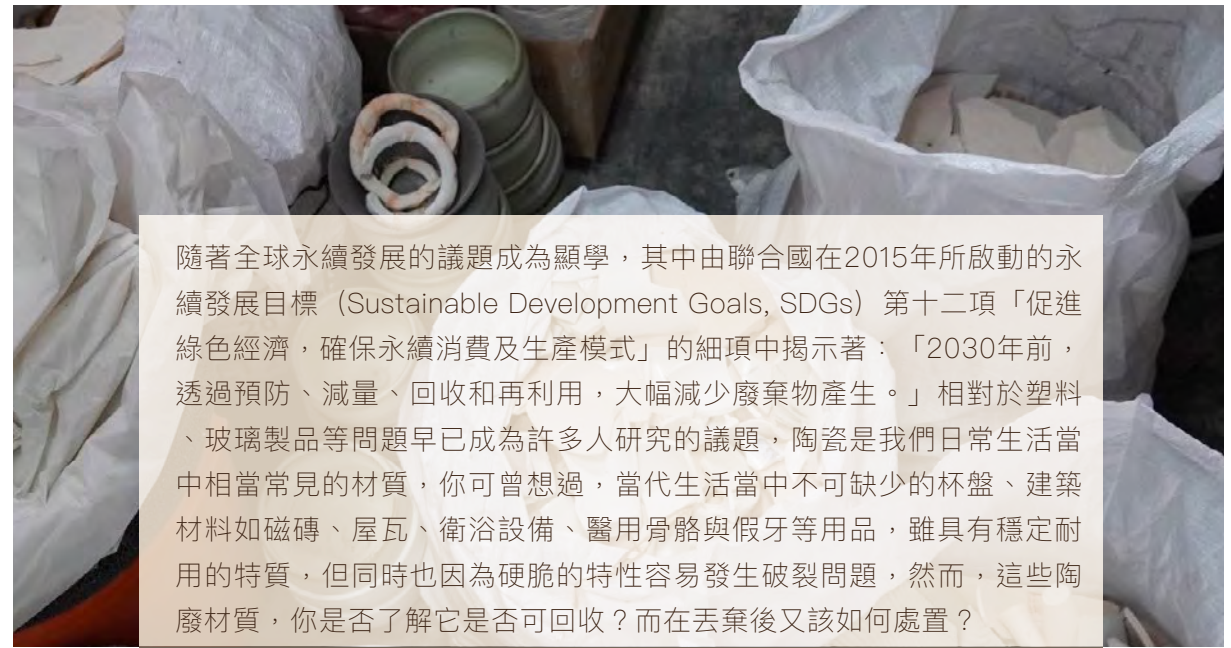 隨著全球永續發展的議題成為顯學，其中由聯合國在2015年所啟動的永
續發展目標（Sustainable Development Goals, SDGs）第十二項「促進
綠色經濟，確保永續消費及生產模式」的細項中揭示著：「2030年前，
透過預防、減量、回收和再利用，大幅減少廢棄物產生。」相對於塑料
、玻璃製品等問題早已成為許多人研究的議題，陶瓷是我們日常生活當
中相當常見的材質，你可曾想過，當代生活當中不可缺少的杯盤、建築
材料如磁磚、屋瓦、衛浴設備、醫用骨骼與假牙等用品，雖具有穩定耐
用的特質，但同時也因為硬脆的特性容易發生破裂問題，然而，這些陶
廢材質，你是否了解它是否可回收？而在丟棄後又該如何處置？